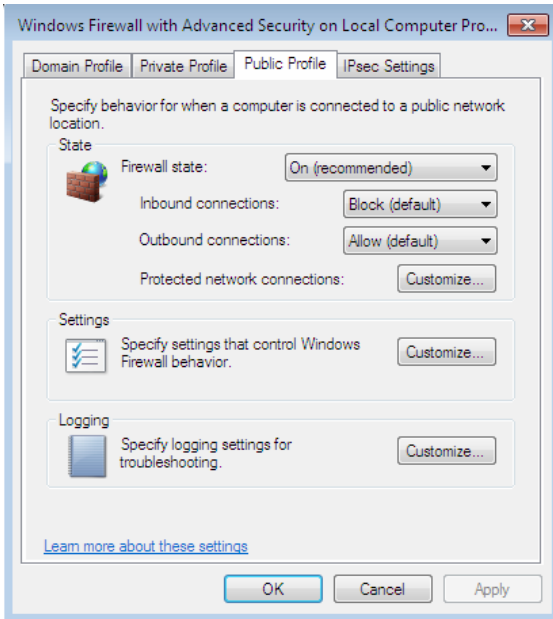 Windows Firewall with Advanced Security on Local Computer Pro...
Domain Profile Private Profile Public Profile IPsec Settings
Specify behavior for when a computer is connected to a public network
location.
State
Firewall state: On (recommended)
Inbound connections: Block (default)
Outbound connections: Allow (default)
Protected network connections: Customize...
Settings
Specify settings that control Windows
Firewall behavior.
Customize...
Logging
Specify logging settings for
troubleshooting.
Customize...
Learn more about these settings
OK Cancel Apply